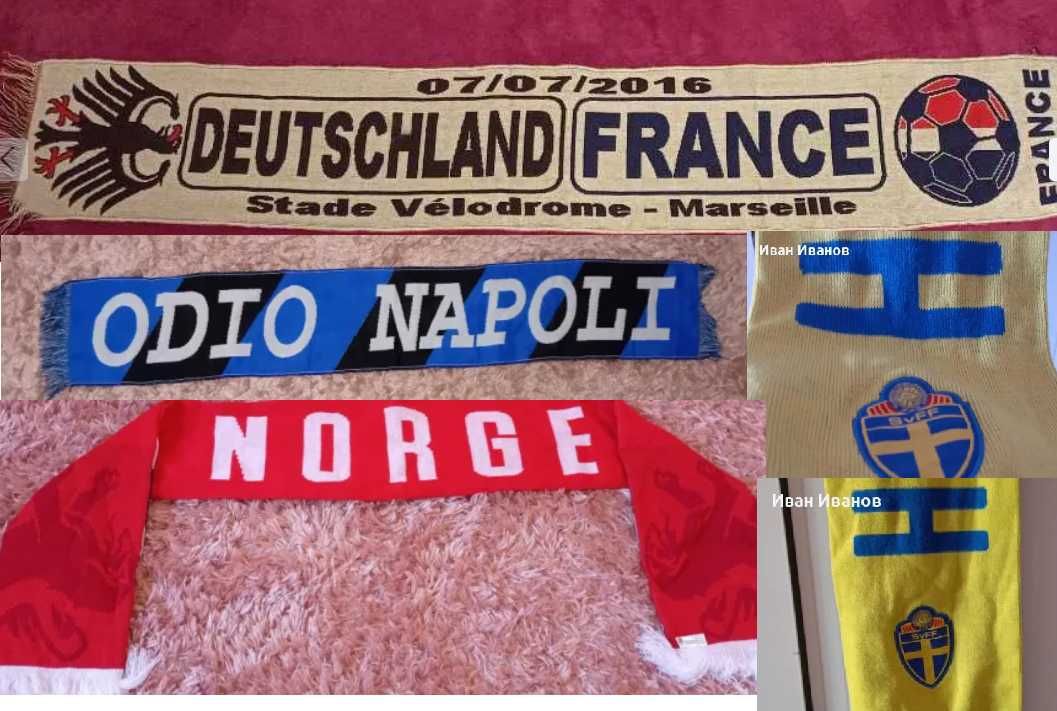 07/07/2016
DEUTSCHLAND FRANCE
Stade Vélodrome - Marseille
FRANCE
ODIO NAPOLI
Иван Иванов
H
SvFF
NORGE
Иван Иванов
H
SvFF